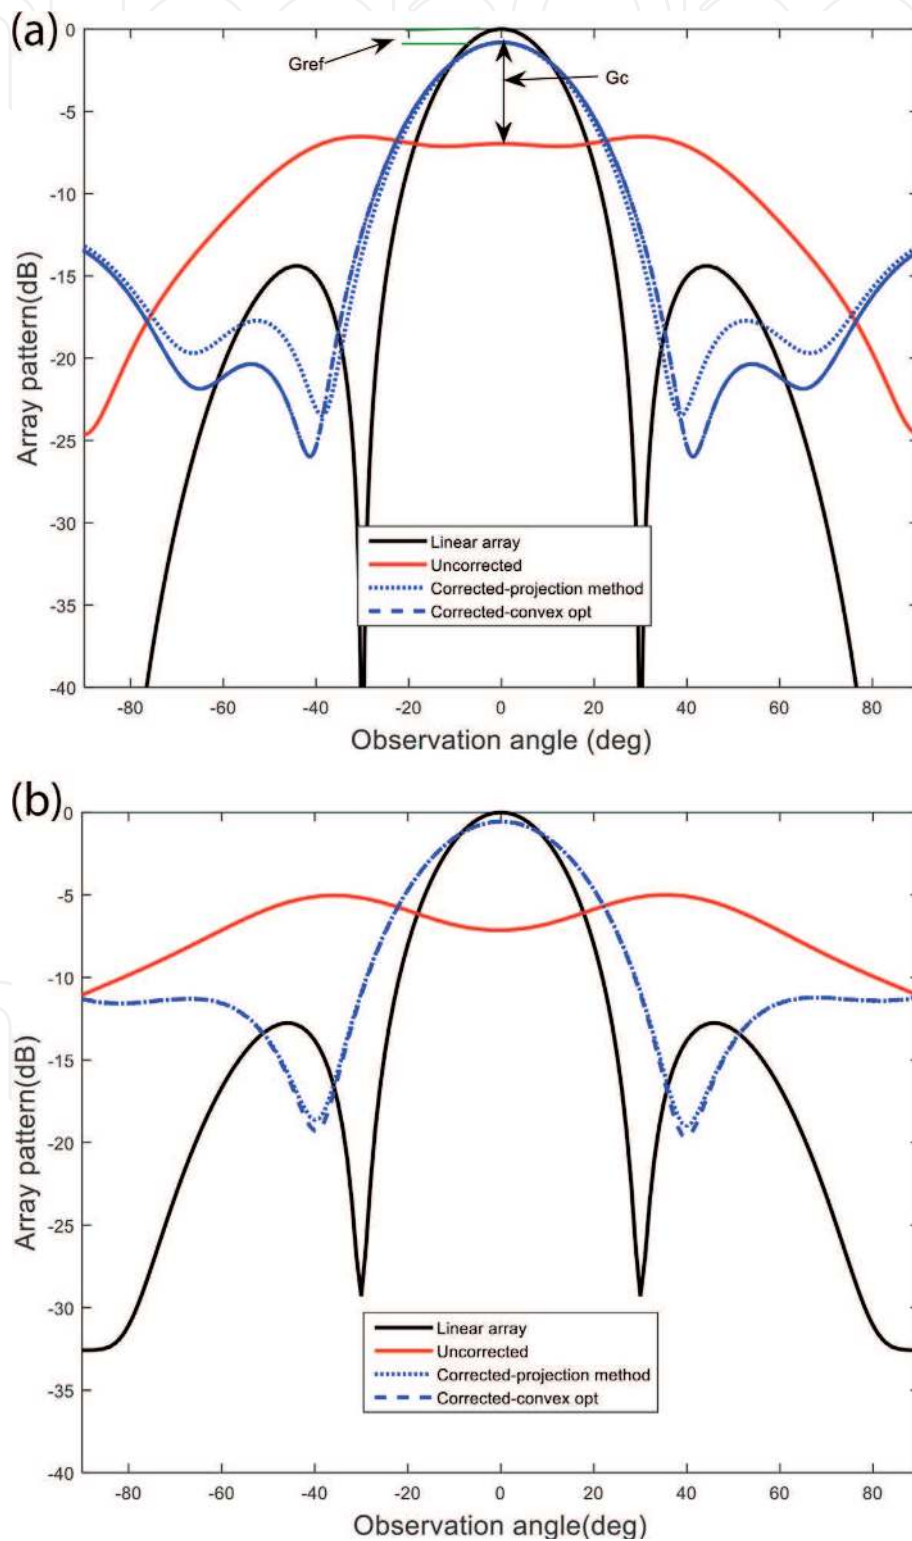 (a)
0
-5
-10
-15
-20
-25
-30
-35
-40
Array pattern(dB)
Gref
Gc
Linear array
Uncorrected
Corrected-projection method
Corrected-convex opt
-80 -60 -40 -20 0 20 40 60 80
Observation angle (deg)
(b)
0
-5
-10
-15
-20
-25
-30
-35
-40
Array pattern(dB)
Linear array
Uncorrected
Corrected-projection method
Corrected-convex opt
-80 -60 -40 -20 0 20 40 60 80
Observation angle(deg)